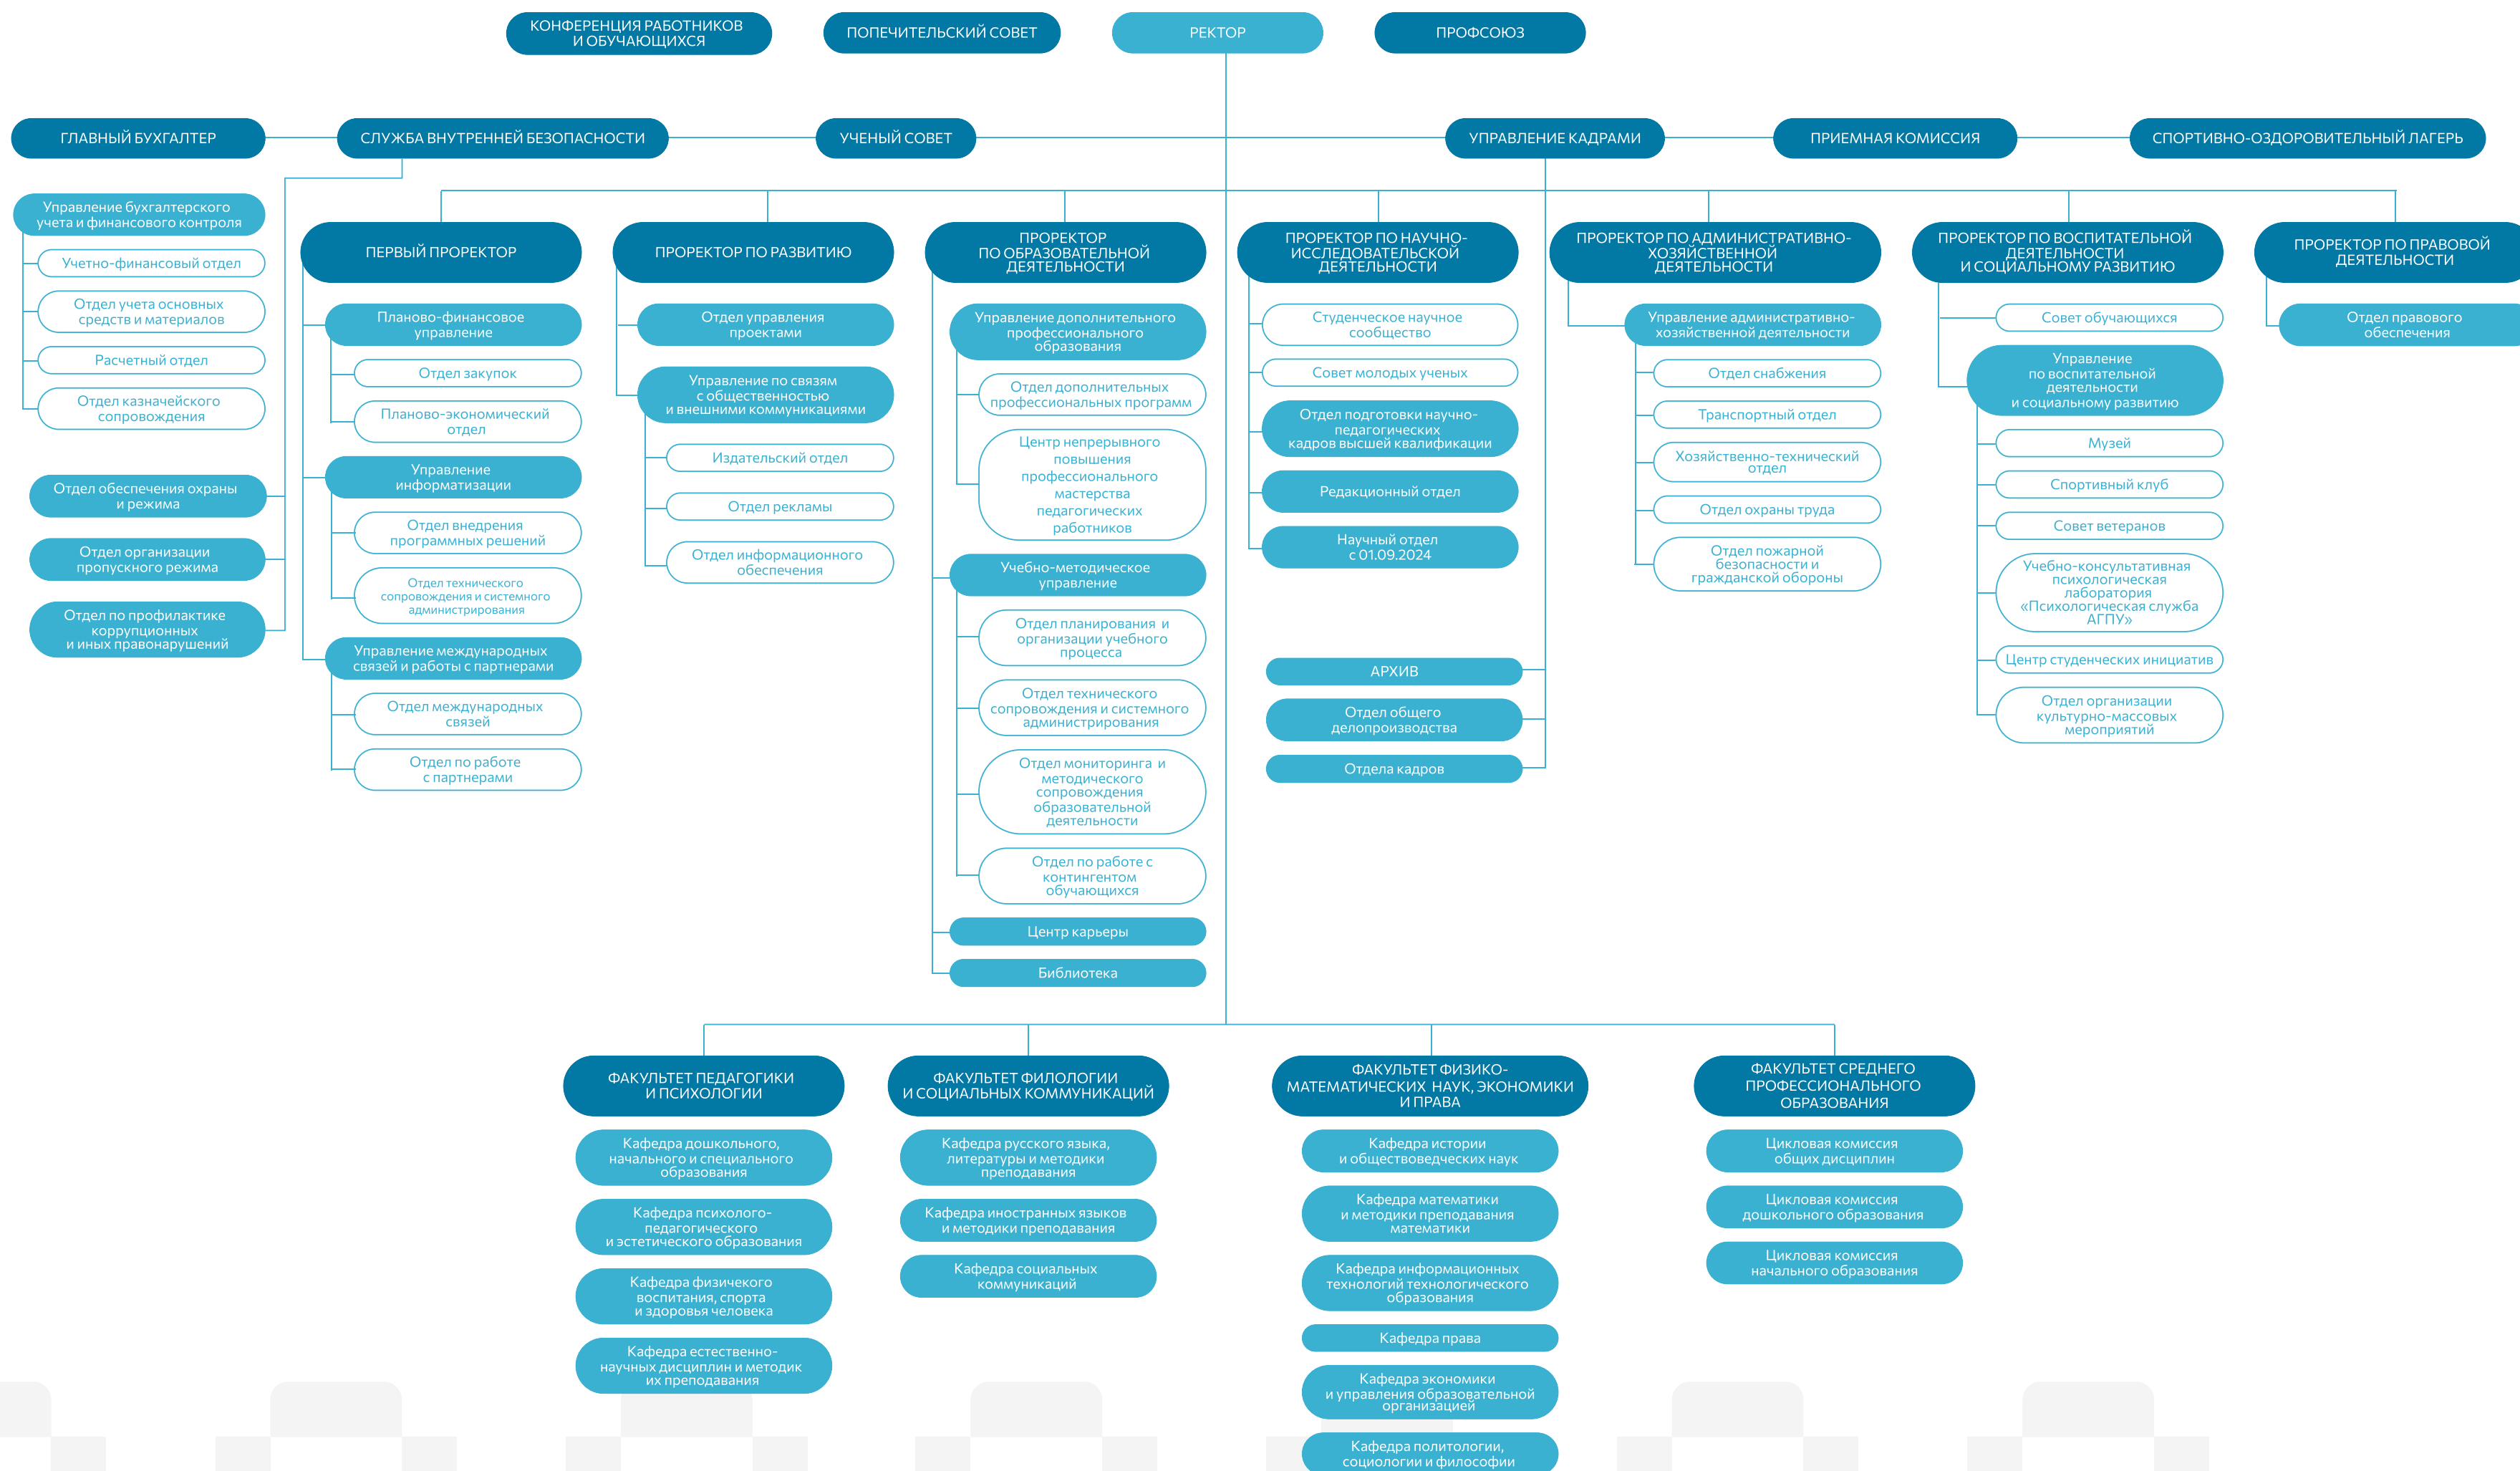 КОНФЕРЕНЦИЯ РАБОТНИКОВ
И ОБУЧАЮЩИХСЯ
ПОПЕЧИТЕЛЬСКИЙ СОВЕТ
РЕКТОР
ПРОФСОЮЗ
ГЛАВНЫЙ БУХГАЛТЕР
СЛУЖБА ВНУТРЕННЕЙ БЕЗОПАСНОСТИ
УЧЕНЫЙ СОВЕТ
УПРАВЛЕНИЕ КАДРАМИ
ПРИЕМНАЯ КОМИССИЯ
СПОРТИВНО-ОЗДОРОВИТЕЛЬНЫЙ ЛАГЕРЬ
Управление бухгалтерского
учета и финансового контроля
Учетно-финансовый отдел
Отдел учета основных
средств и материалов
Расчетный отдел
Отдел казначейского
сопровождения
Отдел обеспечения охраны
и режима
Отдел организации
пропускного режима
Отдел по профилактике
коррупционных
и иных правонарушений
ПЕРВЫЙ ПРОРЕКТОР
Планово-финансовое
управление
Отдел закупок
Планово-экономический
отдел
Управление
информатизации
Отдел внедрения
программных решений
Отдел технического
сопровождения и системного
администрирования
Управление международных
связей и работы с партнерами
Отдел международных
связей
Отдел по работе
с партнерами
ПРОРЕКТОР ПО РАЗВИТИЮ
Отдел управления
проектами
Управление по связям
с общественностью
и внешними коммуникациями
Издательский отдел
Отдел рекламы
Отдел информационного
обеспечения
ПРОРЕКТОР
ПО ОБРАЗОВАТЕЛЬНОЙ
ДЕЯТЕЛЬНОСТИ
Управление дополнительного
профессионального
образования
Отдел дополнительных
профессиональных программ
Центр непрерывного
повышения
профессионального
мастерства
педагогических
работников
Учебно-методическое
управление
Отдел планирования и
организации учебного
процесса
Отдел технического
сопровождения и системного
администрирования
Отдел мониторинга и
методического
сопровождения
образовательной
деятельности
Отдел по работе с
контингентом
обучающихся
Центр карьеры
Библиотека
ПРОРЕКТОР ПО НАУЧНО-
ИССЛЕДОВАТЕЛЬСКОЙ
ДЕЯТЕЛЬНОСТИ
Студенческое научное
сообщество
Совет молодых ученых
Отдел подготовки научно-
педагогических
кадров высшей квалификации
Редакционный отдел
Научный отдел
с 01.09.2024
АРХИВ
Отдел общего
делопроизводства
Отдела кадров
ПРОРЕКТОР ПО АДМИНИСТРАТИВНО-
ХОЗЯЙСТВЕННОЙ
ДЕЯТЕЛЬНОСТИ
Управление административно-
хозяйственной деятельности
Отдел снабжения
Транспортный отдел
Хозяйственно-технический
отдел
Отдел охраны труда
Отдел пожарной
безопасности и
гражданской обороны
ПРОРЕКТОР ПО ВОСПИТАТЕЛЬНОЙ
ДЕЯТЕЛЬНОСТИ
И СОЦИАЛЬНОМУ РАЗВИТИЮ
Совет обучающихся
Управление
по воспитательной
деятельности
и социальному развитию
Музей
Спортивный клуб
Совет ветеранов
Учебно-консультативная
психологическая
лаборатория
«Психологическая служба
АГПУ»
Центр студенческих инициатив
Отдел организации
культурно-массовых
мероприятий
ПРОРЕКТОР ПО ПРАВОВОЙ
ДЕЯТЕЛЬНОСТИ
Отдел правового
обеспечения
ФАКУЛЬТЕТ ПЕДАГОГИКИ
И ПСИХОЛОГИИ
Кафедра дошкольного,
начального и специального
образования
Кафедра психолого-
педагогического
и эстетического образования
Кафедра физичекого
воспитания, спорта
и здоровья человека
Кафедра естественно-
научных дисциплин и методик
их преподавания
ФАКУЛЬТЕТ ФИЛОЛОГИИ
И СОЦИАЛЬНЫХ КОММУНИКАЦИЙ
Кафедра русского языка,
литературы и методики
преподавания
Кафедра иностранных языков
и методики преподавания
Кафедра социальных
коммуникаций
ФАКУЛЬТЕТ ФИЗИКО-
МАТЕМАТИЧЕСКИХ НАУК, ЭКОНОМИКИ
И ПРАВА
Кафедра истории
и обществоведческих наук
Кафедра математики
и методики преподавания
математики
Кафедра информационных
технологий технологического
образования
Кафедра права
Кафедра экономики
и управления образовательной
организацией
Кафедра политологии,
социологии и философии
ФАКУЛЬТЕТ СРЕДНЕГО
ПРОФЕССИОНАЛЬНОГО
ОБРАЗОВАНИЯ
Цикловая комиссия
общих дисциплин
Цикловая комиссия
дошкольного образования
Цикловая комиссия
начального образования